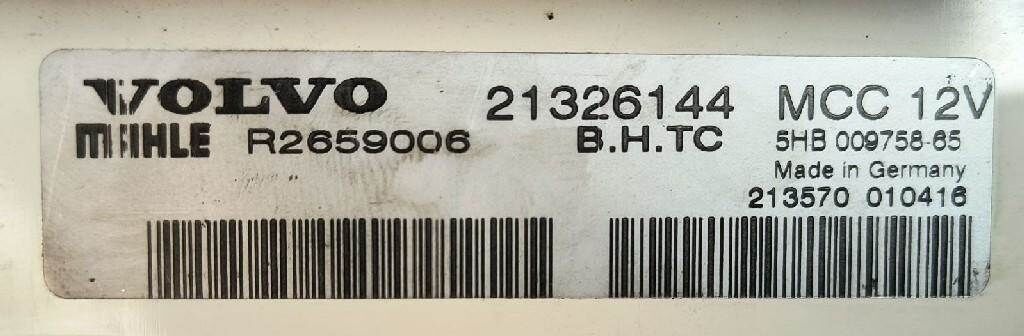 VOLVO 21326144 MCC 12V
MAHLE R2659006 B.H.TC 5HB 009758-65
Made in Germany
213570 010416